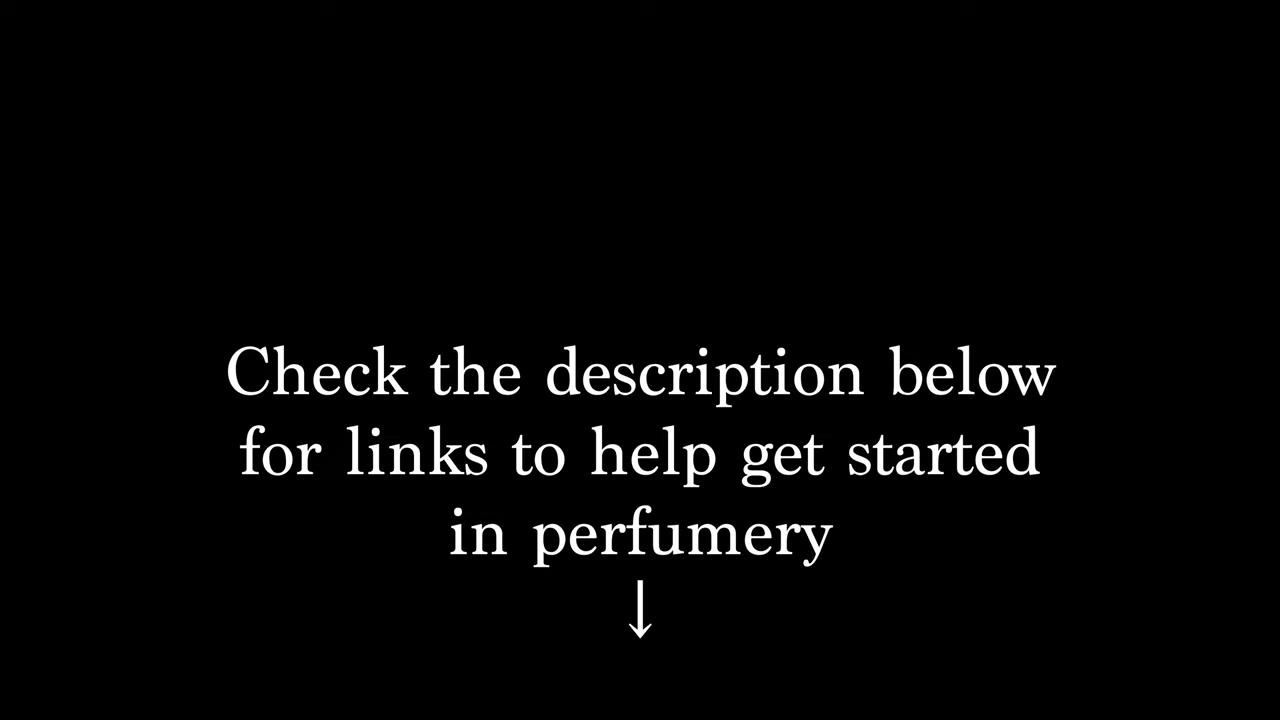 Check the description below
for links to help get started
in perfumery
↓